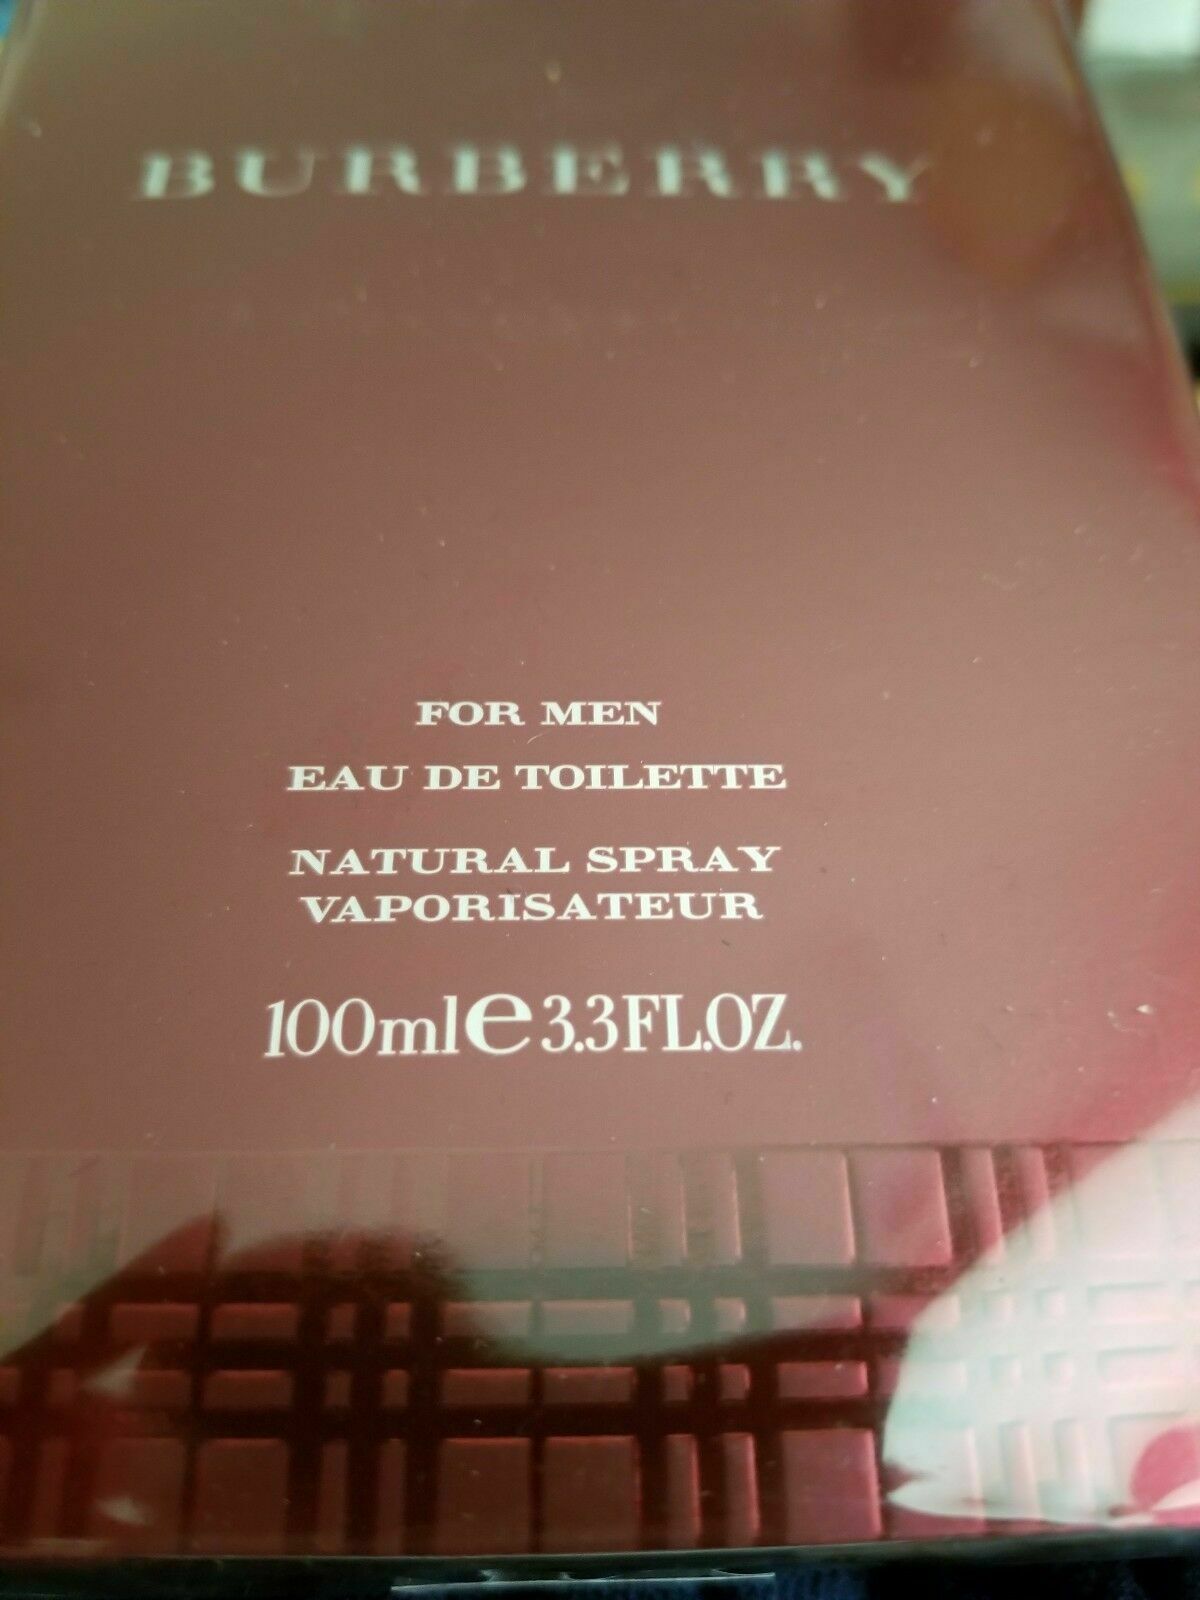 BURBERRY
FOR MEN
EAU DE TOILETTE
NATURAL SPRAY
VAPORISATEUR
100ml e 3.3FL.OZ.